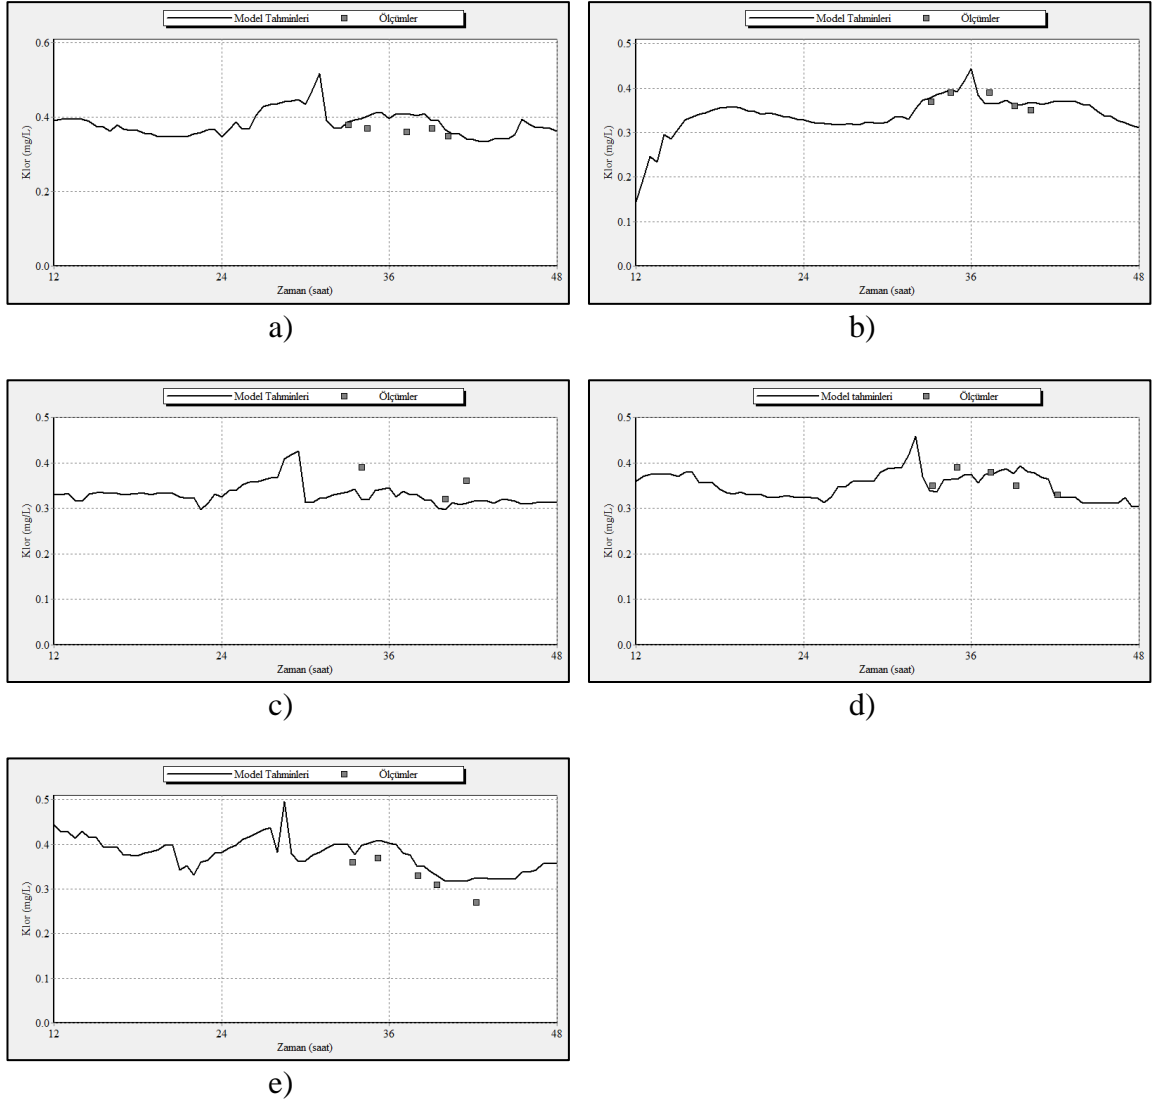 Model Tahminleri Ölçümler
0.6
0.4
0.2
0.0
Klor (mg/L)
12 24 36 48
Zaman (saat)
a)
Model Tahminleri Ölçümler
0.5
0.4
0.3
0.2
0.1
0.0
Klor (mg/L)
12 24 36 48
Zaman (saat)
b)
Model Tahminleri Ölçümler
0.5
0.4
0.3
0.2
0.1
0.0
Klor (mg/L)
12 24 36 48
Zaman (saat)
c)
Model tahminleri Ölçümler
0.5
0.4
0.3
0.2
0.1
0.0
Klor (mg/L)
12 24 36 48
Zaman (saat)
d)
Model Tahminleri Ölçümler
0.5
0.4
0.3
0.2
0.1
0.0
Klor (mg/L)
12 24 36 48
Zaman (saat)
e)